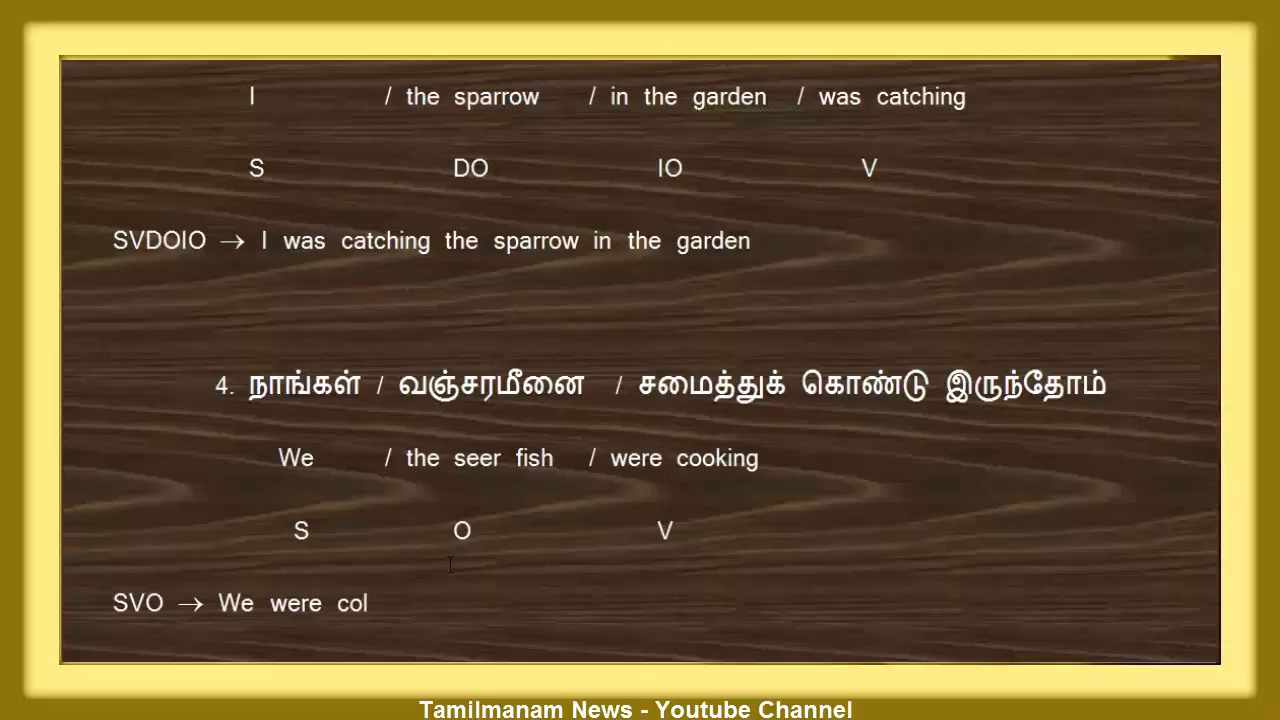 I / the sparrow / in the garden / was catching
S DO IO V
SVDOIO → I was catching the sparrow in the garden
4. நாங்கள் / வஞ்சரமீனை / சமைத்துக் கொண்டு இருந்தோம்
We / the seer fish / were cooking
S O V
SVO → We were col
Tamilmanam News - Youtube Channel